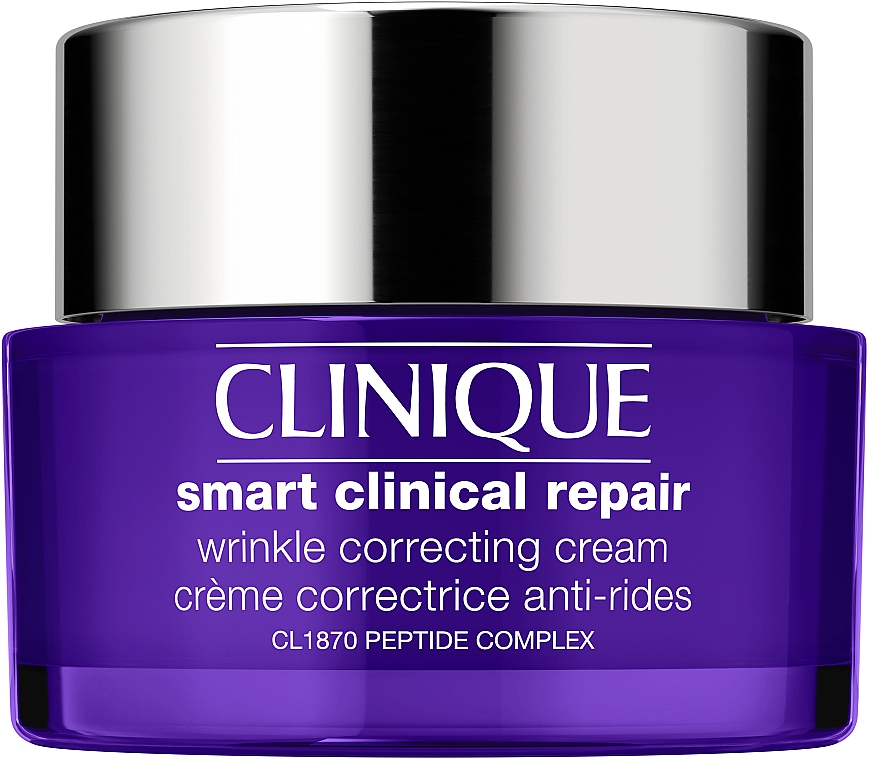 CLINIQUE
smart clinical repair
wrinkle correcting cream
crème correctrice anti-rides
CL1870 PEPTIDE COMPLEX